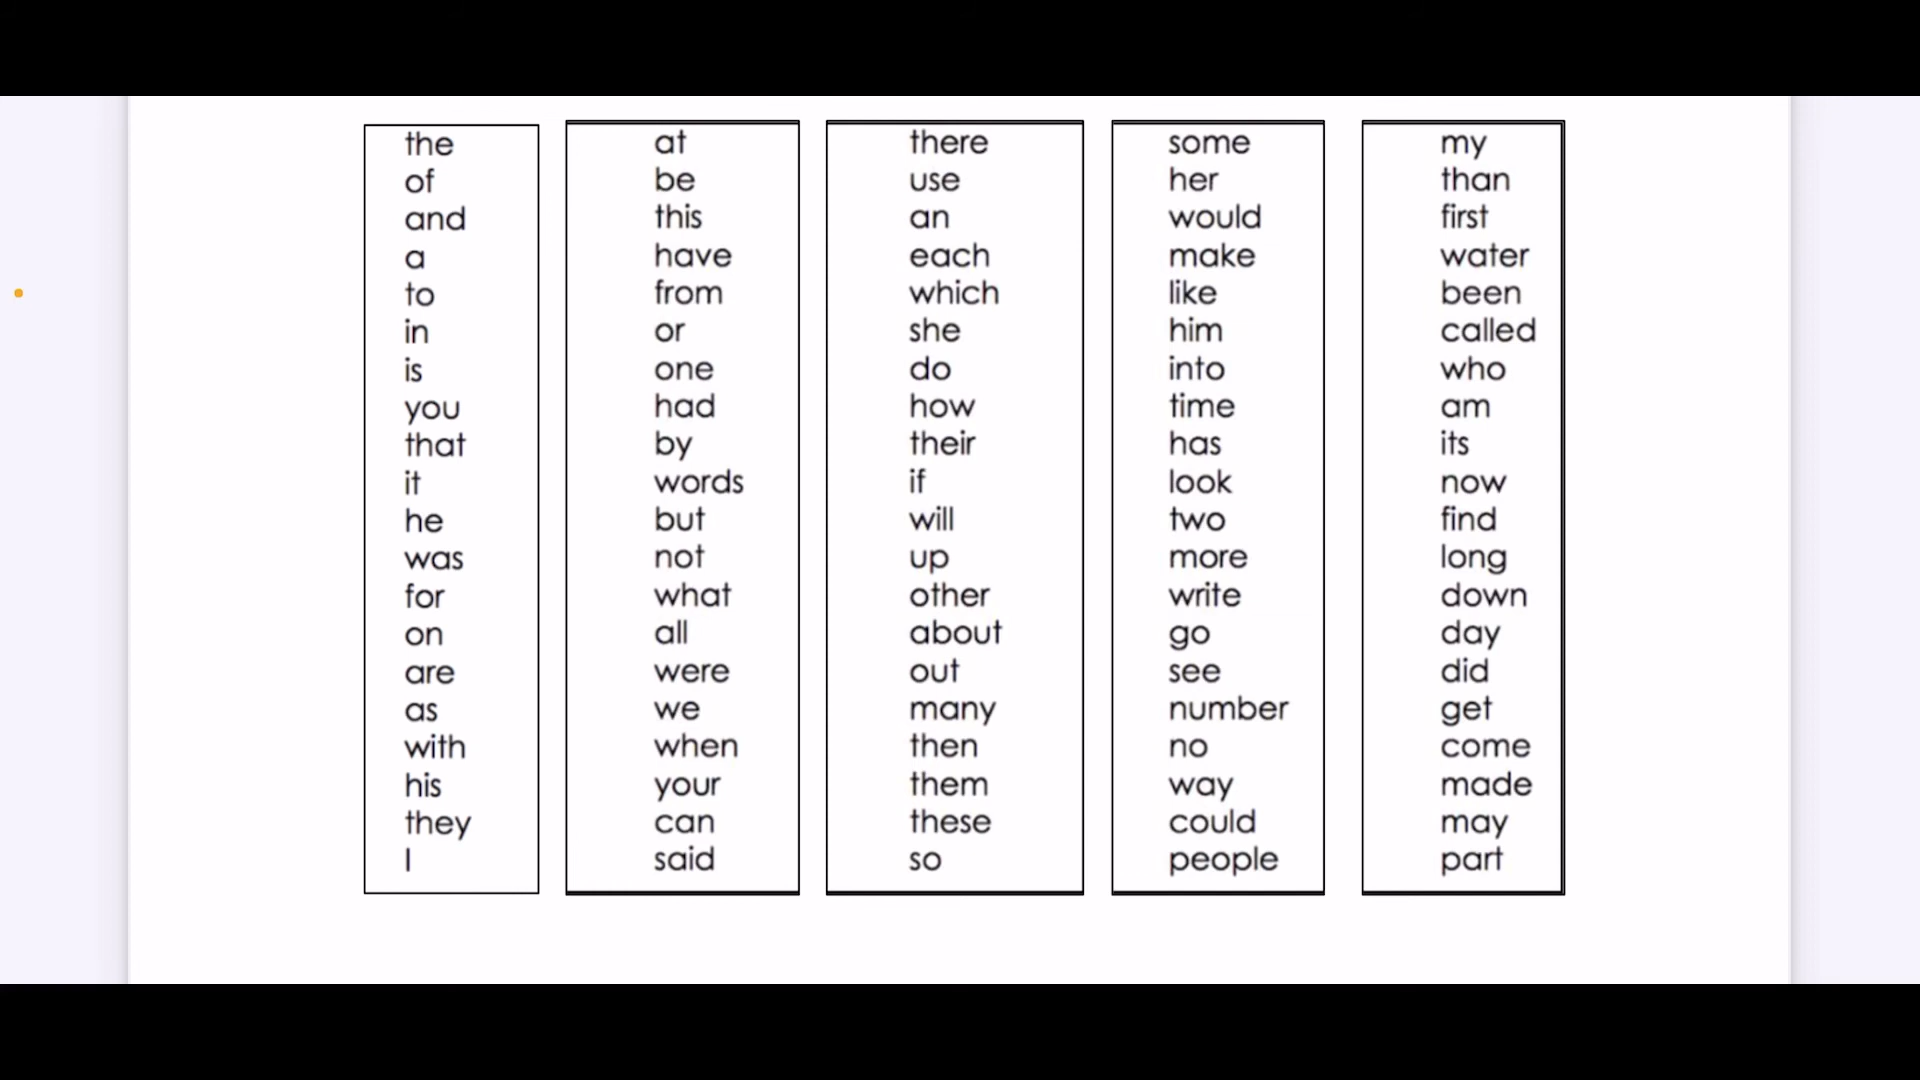 the
of
and
a
to
in
is
you
that
it
he
was
for
on
are
as
with
his
they
I
at
be
this
have
from
or
one
had
by
words
but
not
what
all
were
we
when
your
can
said
there
use
an
each
which
she
do
how
their
if
will
up
other
about
out
many
then
them
these
so
some
her
would
make
like
him
into
time
has
look
two
more
write
go
see
number
no
way
could
people
my
than
first
water
been
called
who
am
its
now
find
long
down
day
did
get
come
made
may
part